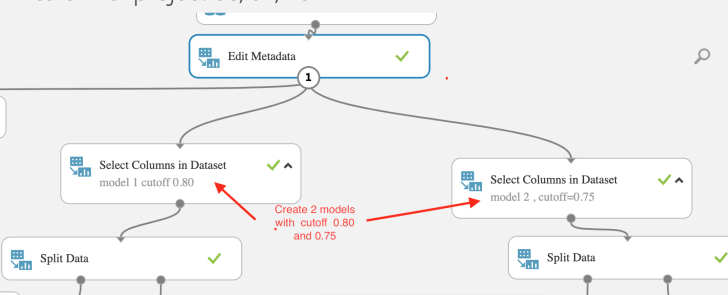 Edit Metadata
1
Select Columns in Dataset
model 1 cutoff 0.80
Select Columns in Dataset
model 2 , cutoff=0.75
Create 2 models
with cutoff 0.80
and 0.75
Split Data
Split Data